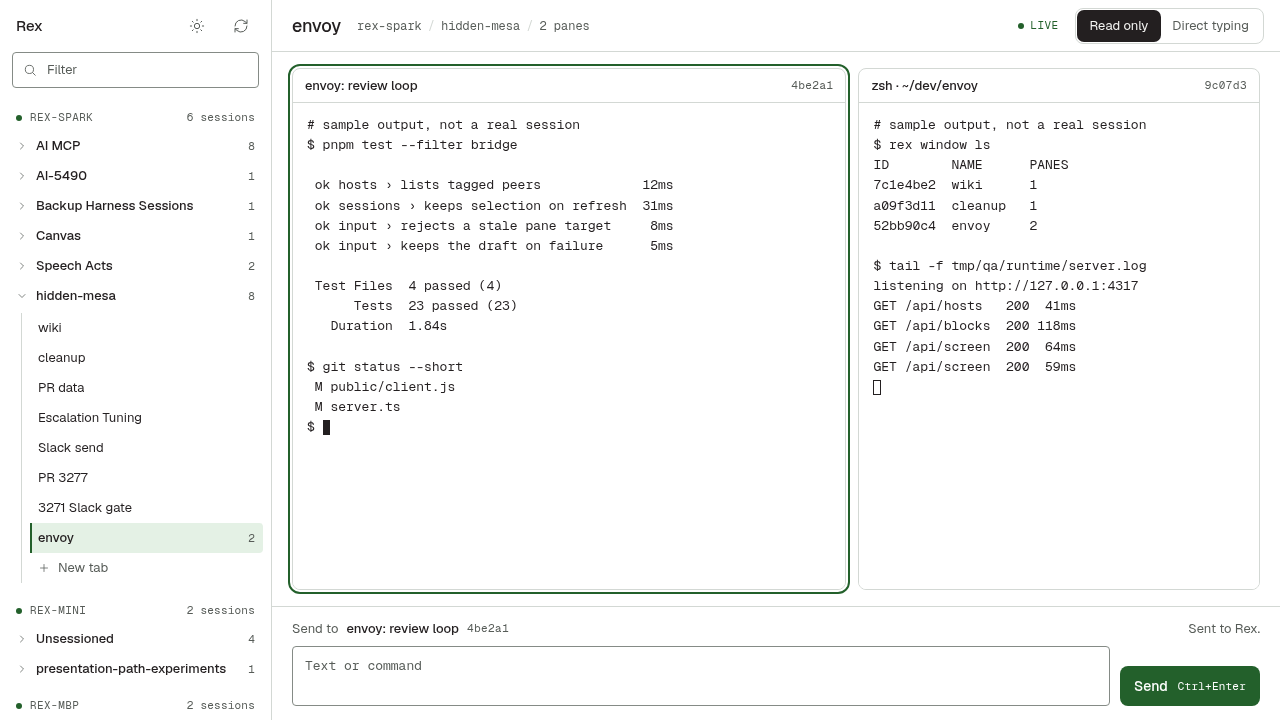 Rex
Filter
REX-SPARK 6 sessions
AI MCP 8
AI-5490 1
Backup Harness Sessions 1
Canvas 1
Speech Acts 2
hidden-mesa 8
wiki
cleanup
PR data
Escalation Tuning
Slack send
PR 3277
3271 Slack gate
envoy 2
+ New tab
REX-MINI 2 sessions
Unsessioned 4
presentation-path-experiments 1
REX-MBP 2 sessions
envoy rex-spark / hidden-mesa / 2 panes
LIVE
Read only
Direct typing
envoy: review loop 4be2a1
# sample output, not a real session
$ pnpm test --filter bridge
ok hosts › lists tagged peers 12ms
ok sessions › keeps selection on refresh 31ms
ok input › rejects a stale pane target 8ms
ok input › keeps the draft on failure 5ms
Test Files 4 passed (4)
Tests 23 passed (23)
Duration 1.84s
$ git status --short
M public/client.js
M server.ts
$
zsh · ~/dev/envoy 9c07d3
# sample output, not a real session
$ rex window ls
ID NAME PANES
7c1e4be2 wiki 1
a09f3d11 cleanup 1
52bb90c4 envoy 2
$ tail -f tmp/qa/runtime/server.log
listening on http://127.0.0.1:4317
GET /api/hosts 200 41ms
GET /api/blocks 200 118ms
GET /api/screen 200 64ms
GET /api/screen 200 59ms
Send to envoy: review loop 4be2a1
Sent to Rex.
Text or command
Send Ctrl+Enter